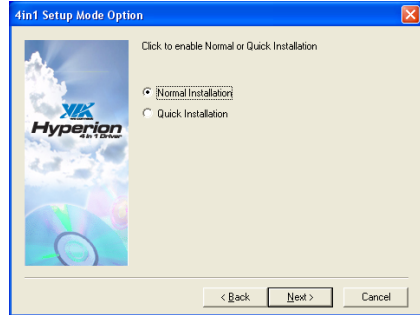 4in1 Setup Mode Option
Click to enable Normal or Quick Installation
Normal Installation
Quick Installation
VIA
Hyperion
4 in 1 Driver
< Back
Next >
Cancel